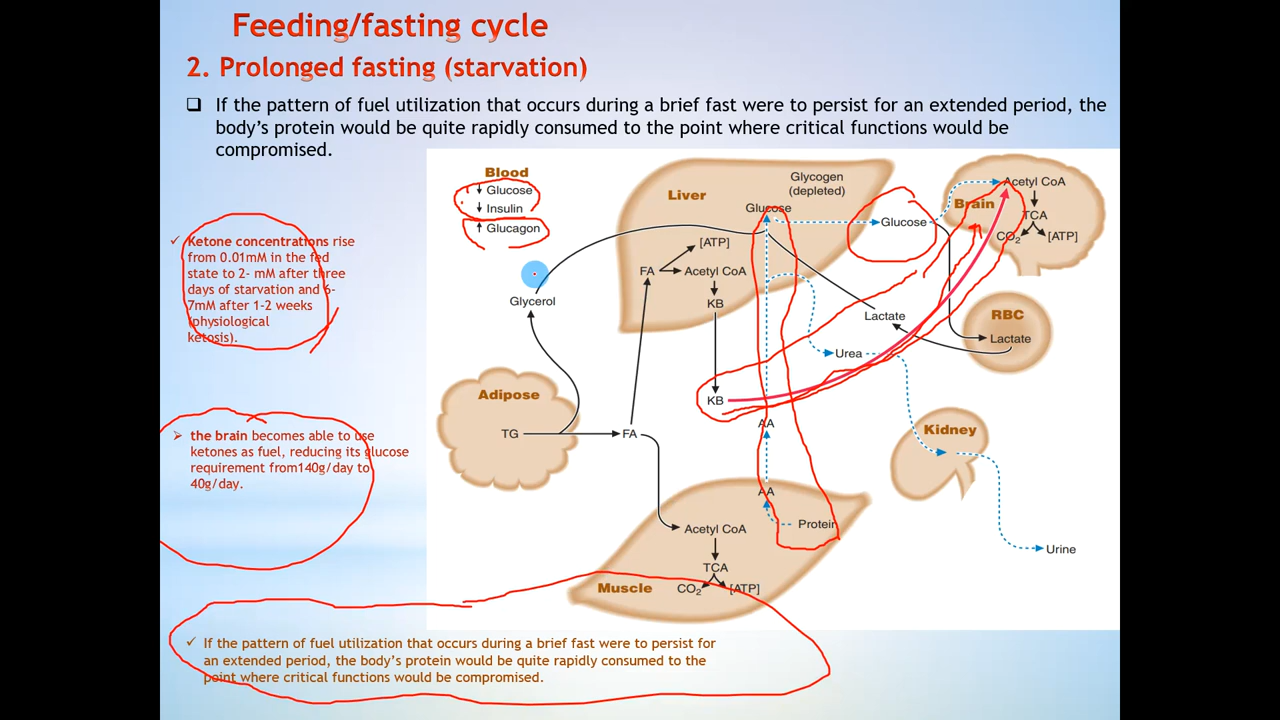 Feeding/fasting cycle
2. Prolonged fasting (starvation)
❑ If the pattern of fuel utilization that occurs during a brief fast were to persist for an extended period, the
body's protein would be quite rapidly consumed to the point where critical functions would be
compromised.
✓ Ketone concentrations rise
from 0.01mM in the fed
state to 2- mM after three
days of starvation and 6-
7mM after 1-2 weeks
(physiological
ketosis).
➢ the brain becomes able to use
ketones as fuel, reducing its glucose
requirement from140g/day to
40g/day.
Blood
↓ Glucose
↓ Insulin
↑ Glucagon
Liver
Glycogen
(depleted)
Glucose
[ATP]
FA
Acetyl CoA
KB
Glucose
Brain
Acetyl CoA
TCA
CO2
[ATP]
Glycerol
Lactate
RBC
Lactate
Urea
KB
Adipose
TG
FA
AA
Kidney
AA
Protein
Acetyl CoA
TCA
CO2
[ATP]
Muscle
Urine
✓ If the pattern of fuel utilization that occurs during a brief fast were to persist for
an extended period, the body's protein would be quite rapidly consumed to the
point where critical functions would be compromised.